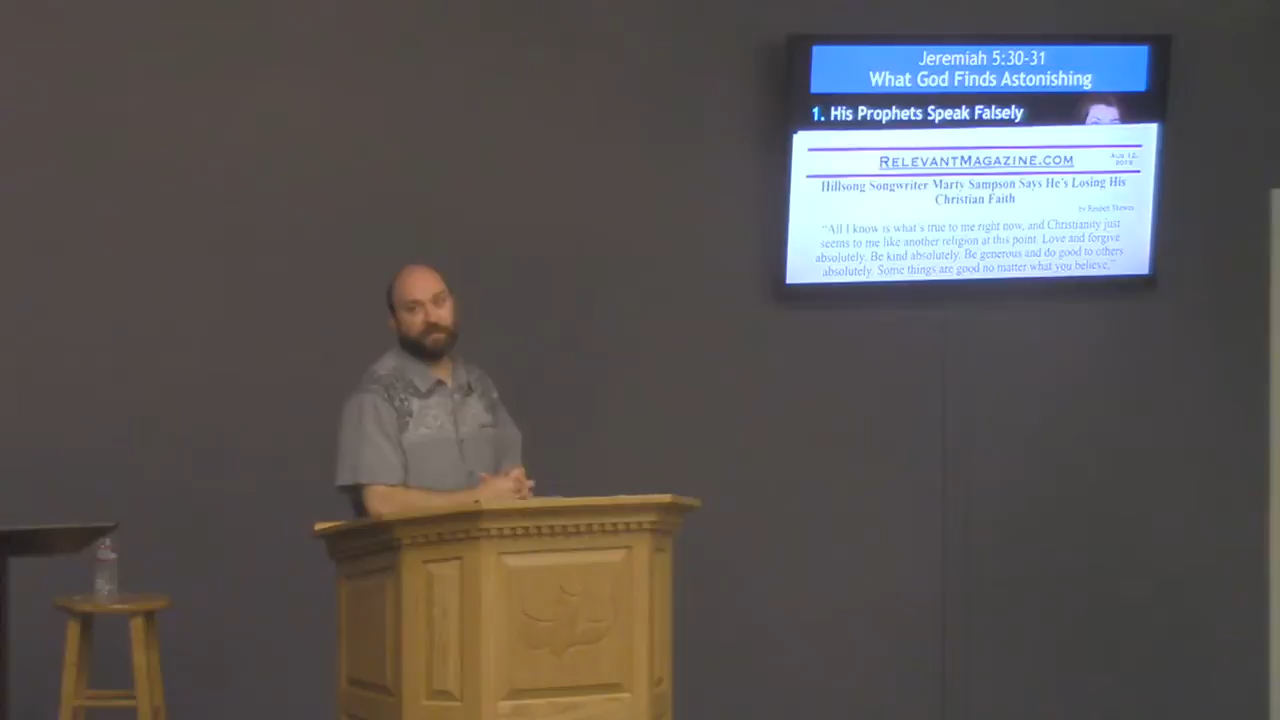 Jeremiah 5:30-31
What God Finds Astonishing
1. His Prophets Speak Falsely
RELEVANTMAGAZINE.COM
AUG 12,
2019
Hillsong Songwriter Marty Sampson Says He's Losing His
Christian Faith
by
"All I know is what's true to me right now, and Christianity just
seems to me like another religion at this point. Love and forgive
absolutely. Be kind absolutely. Be generous and do good to others
absolutely. Some things are good no matter what you believe."